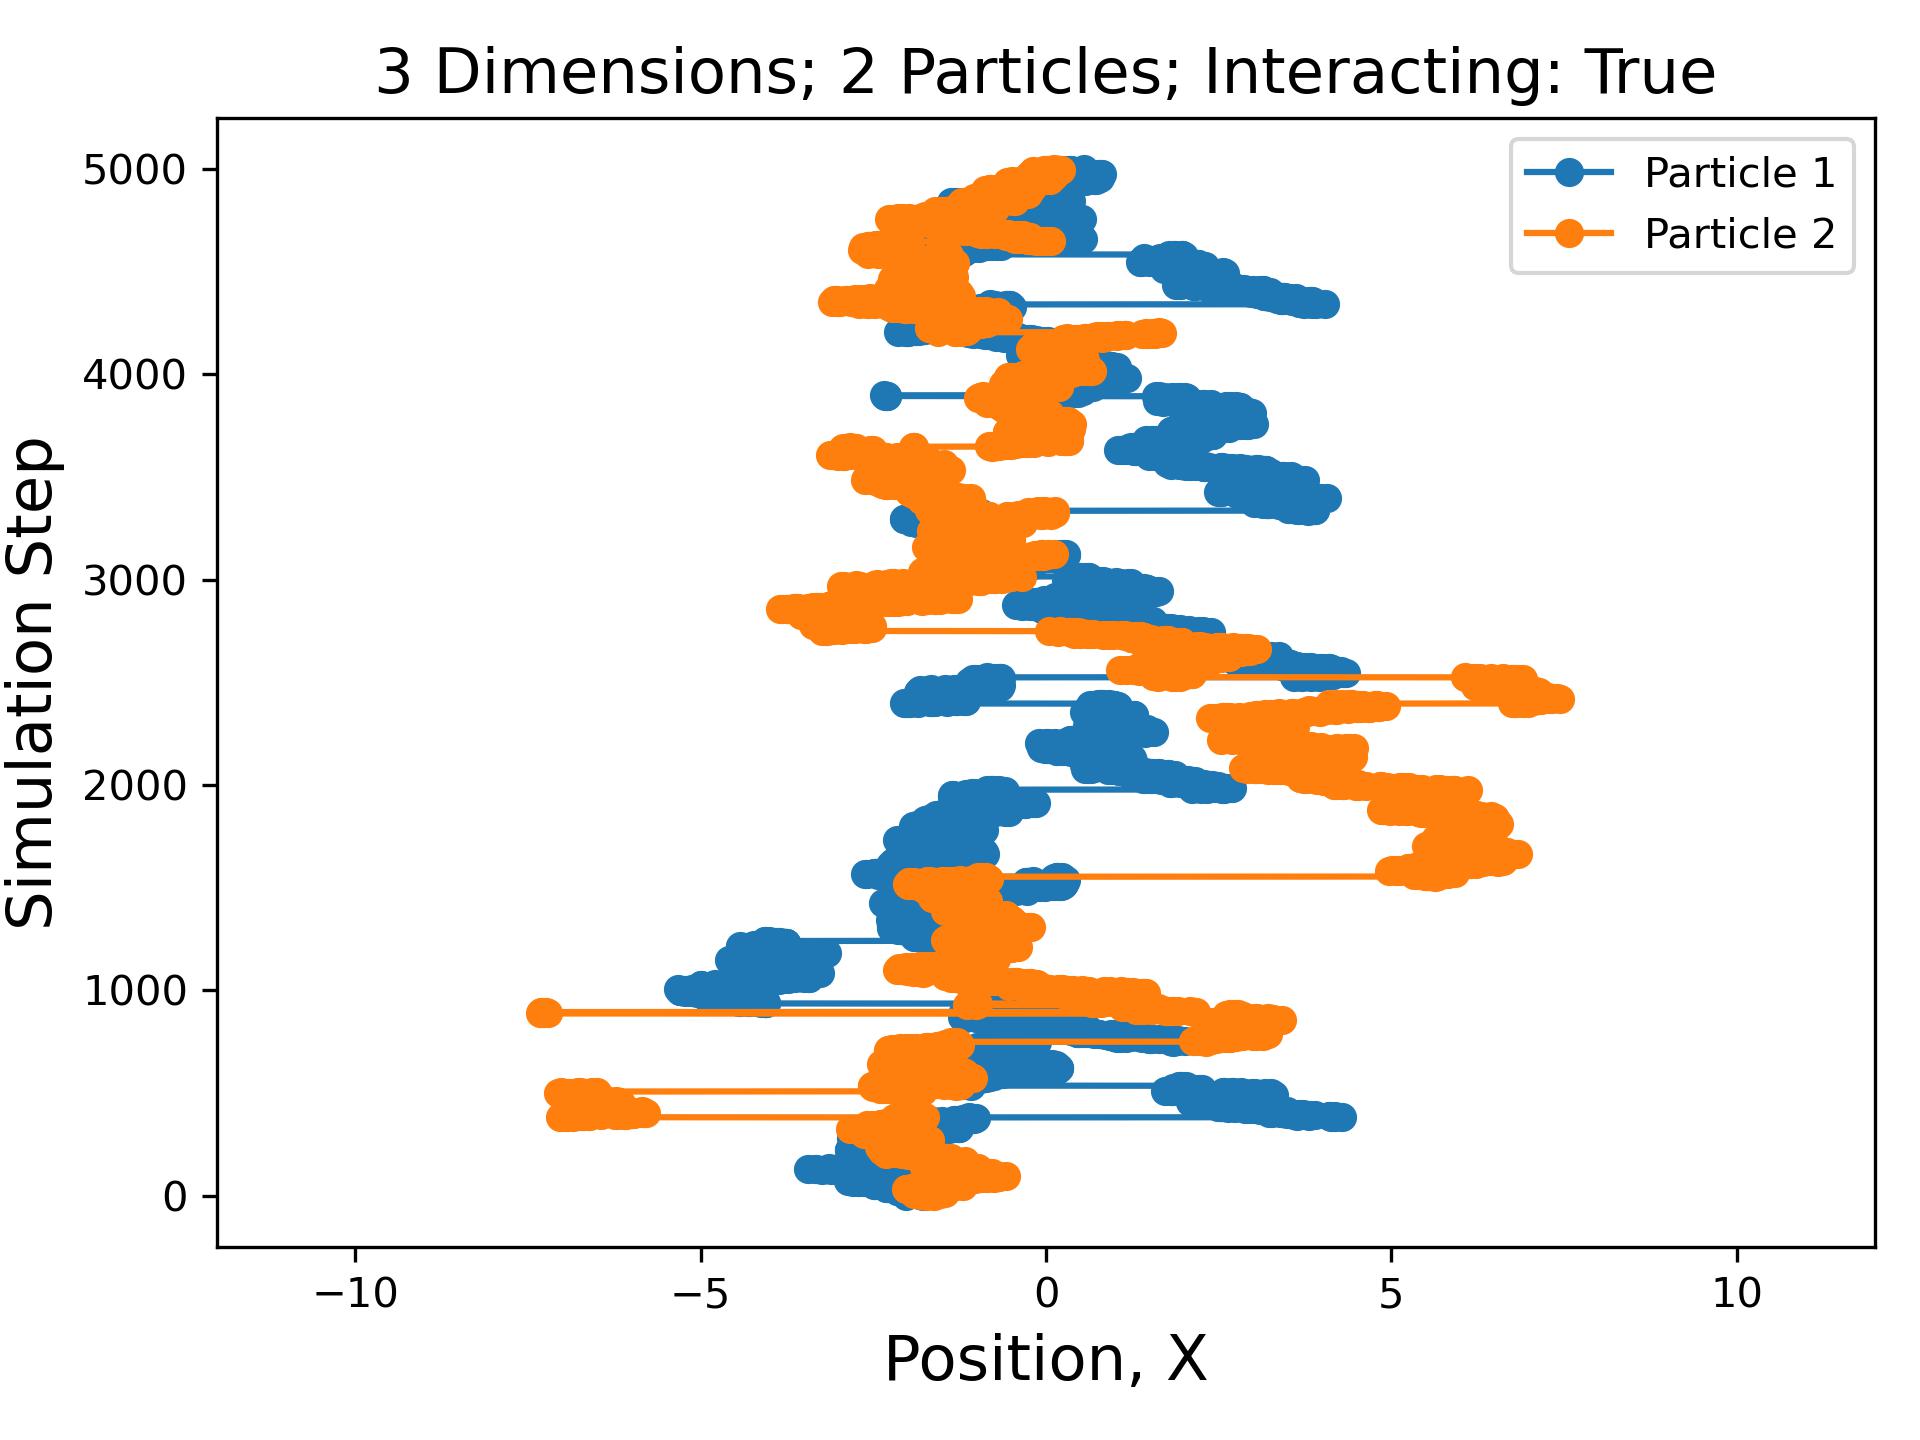 3 Dimensions; 2 Particles; Interacting: True
Particle 1
Particle 2
5000
4000
3000
2000
1000
0
Simulation Step
−10
−5
0
5
10
Position, X